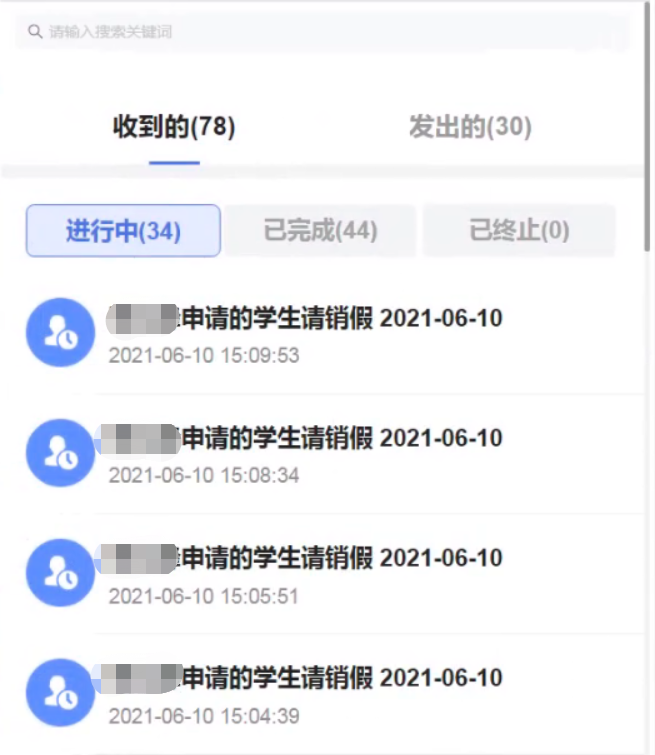 请输入搜索关键词
收到的(78) 发出的(30)
进行中(34) 已完成(44) 已终止(0)
申请的学生请销假 2021-06-10
2021-06-10 15:09:53
申请的学生请销假 2021-06-10
2021-06-10 15:08:34
申请的学生请销假 2021-06-10
2021-06-10 15:05:51
申请的学生请销假 2021-06-10
2021-06-10 15:04:39